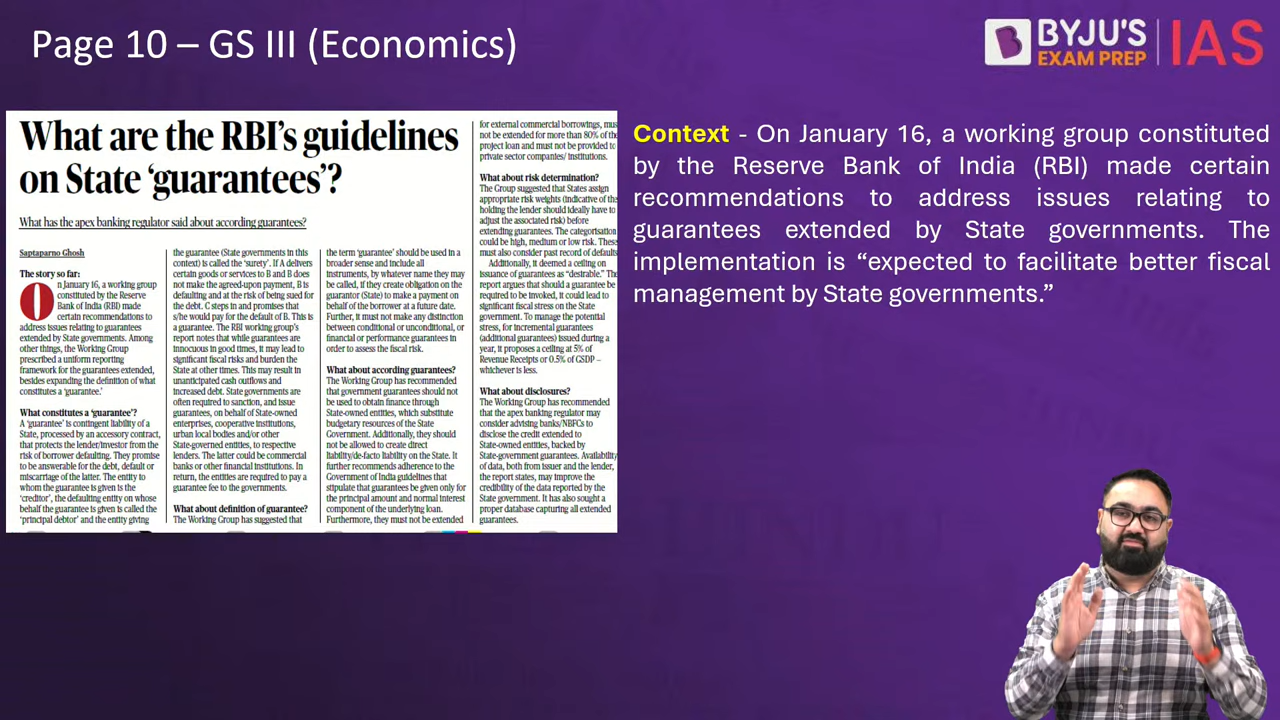 Page 10 – GS III (Economics)
BYJU'S
EXAM PREP
IAS
What are the RBI's guidelines
on State 'guarantees'?
What has the apex banking regulator said about according guarantees?
Saptaparno Ghosh
The story so far:
On January 16, a working group
constituted by the Reserve
Bank of India (RBI) made
certain recommendations to
address issues relating to guarantees
extended by State governments. Among
other things, the Working Group
prescribed a uniform reporting
framework for the guarantees extended,
besides expanding the definition of what
constitutes a 'guarantee.'
What constitutes a 'guarantee'?
A 'guarantee' is contingent liability of a
State, processed by an accessory contract,
that protects the lender/investor from the
risk of borrower defaulting. They promise
to be answerable for the debt, default or
miscarriage of the latter. The entity to
whom the guarantee is given is the
'creditor', the defaulting entity on whose
behalf the guarantee is given is called the
'principal debtor' and the entity giving
the guarantee (State governments in this
context) is called the 'surety'. If A delivers
certain goods or services to B and B does
not make the agreed-upon payment, B is
defaulting and at the risk of being sued for
the debt. C steps in and promises that
s/he would pay for the default of B. This is
a guarantee. The RBI working group's
report notes that while guarantees are
innocuous in good times, it may lead to
significant fiscal risks and burden the
State at other times. This may result in
unanticipated cash outflows and
increased debt. State governments are
often required to sanction, and issue
guarantees, on behalf of State-owned
enterprises, cooperative institutions,
urban local bodies and/or other
State-governed entities, to respective
lenders. The latter could be commercial
banks or other financial institutions. In
return, the entities are required to pay a
guarantee fee to the governments.
What about definition of guarantee?
The Working Group has suggested that
the term 'guarantee' should be used in a
broader sense and include all
instruments, by whatever name they may
be called, if they create obligation on the
guarantor (State) to make a payment on
behalf of the borrower at a future date.
Further, it must not make any distinction
between conditional or unconditional, or
financial or performance guarantees in
order to assess the fiscal risk.
What about according guarantees?
The Working Group has recommended
that government guarantees should not
be used to obtain finance through
State-owned entities, which substitute
budgetary resources of the State
Government. Additionally, they should
not be allowed to create direct
liability/de-facto liability on the State. It
further recommends adherence to the
Government of India guidelines that
stipulate that guarantees be given only for
the principal amount and normal interest
component of the underlying loan.
Furthermore, they must not be extended
for external commercial borrowings, mus
not be extended for more than 80% of the
project loan and must not be provided to
private sector companies/ institutions.
What about risk determination?
The Group suggested that States assign
appropriate risk weights (indicative of the
holding the lender should ideally have to
adjust the associated risk) before
extending guarantees. The categorisation
could be high, medium or low risk. These
must also consider past record of defaults
Additionally, it deemed a ceiling on
issuance of guarantees as "desirable." The
report argues that should a guarantee be
required to be invoked, it could lead to
significant fiscal stress on the State
government. To manage the potential
stress, for incremental guarantees
(additional guarantees) issued during a
year, it proposes a ceiling at 5% of
Revenue Receipts or 0.5% of GSDP –
whichever is less.
What about disclosures?
The Working Group has recommended
that the apex banking regulator may
consider advising banks/NBFCs to
disclose the credit extended to
State-owned entities, backed by
State-government guarantees. Availability
of data, both from issuer and the lender,
the report states, may improve the
credibility of the data reported by the
State government. It has also sought a
proper database capturing all extended
guarantees.
Context - On January 16, a working group constituted
by the Reserve Bank of India (RBI) made certain
recommendations to address issues relating to
guarantees extended by State governments. The
implementation is “expected to facilitate better fiscal
management by State governments.”